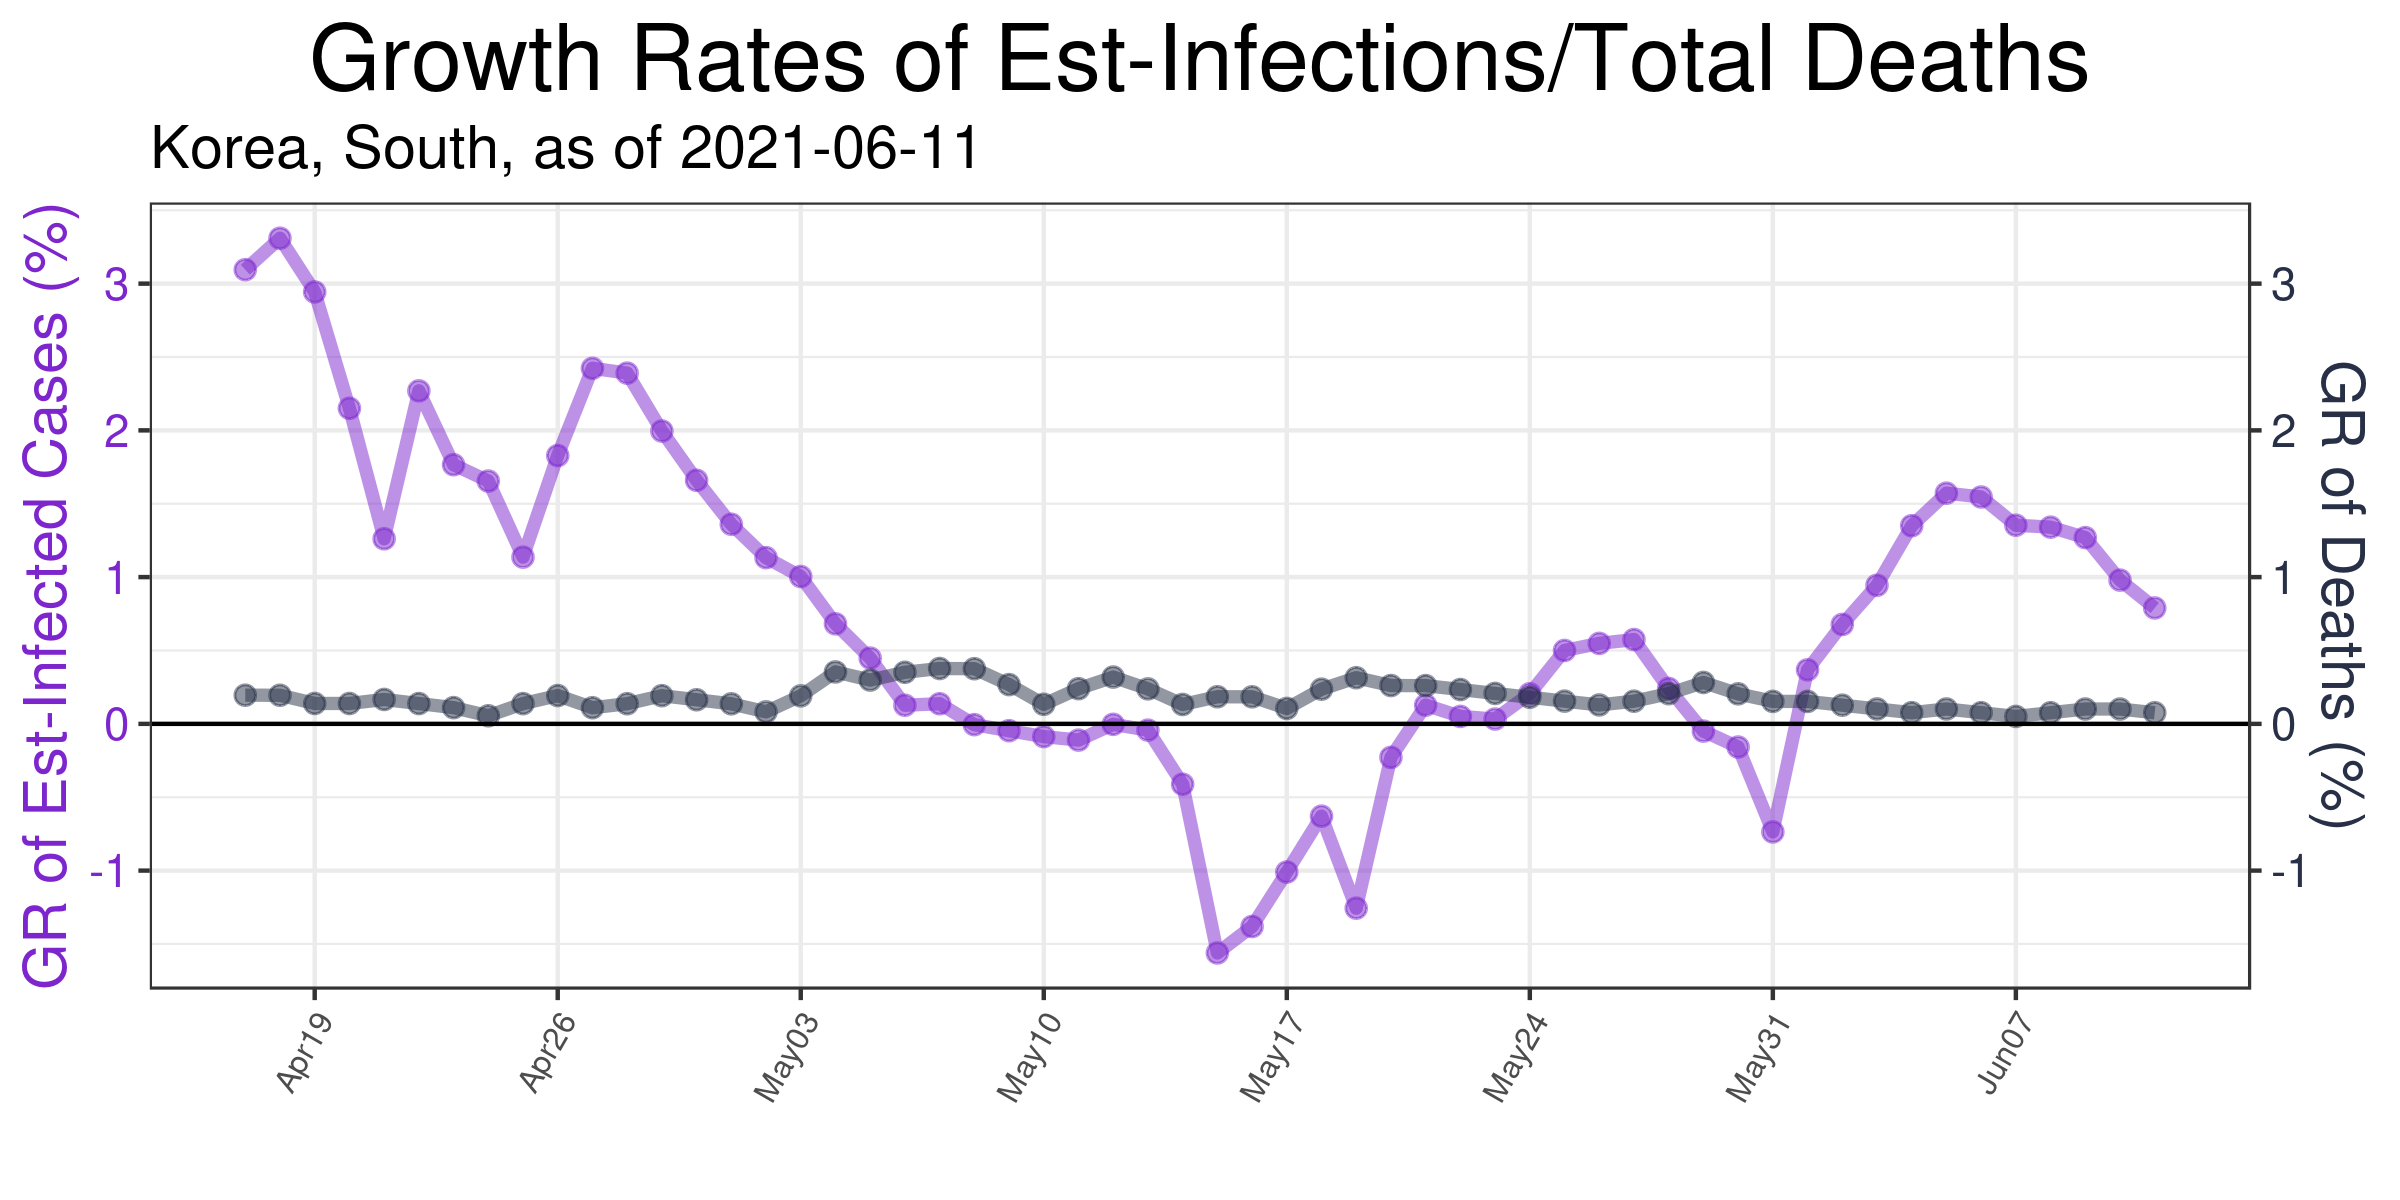 Growth Rates of Est-Infections/Total Deaths
Korea, South, as of 2021-06-11
GR of Est-Infected Cases (%)
3
2
1
0
-1
3
2
1
0
-1
GR of Deaths (%)
Apr19
Apr26
May03
May10
May17
May24
May31
Jun07